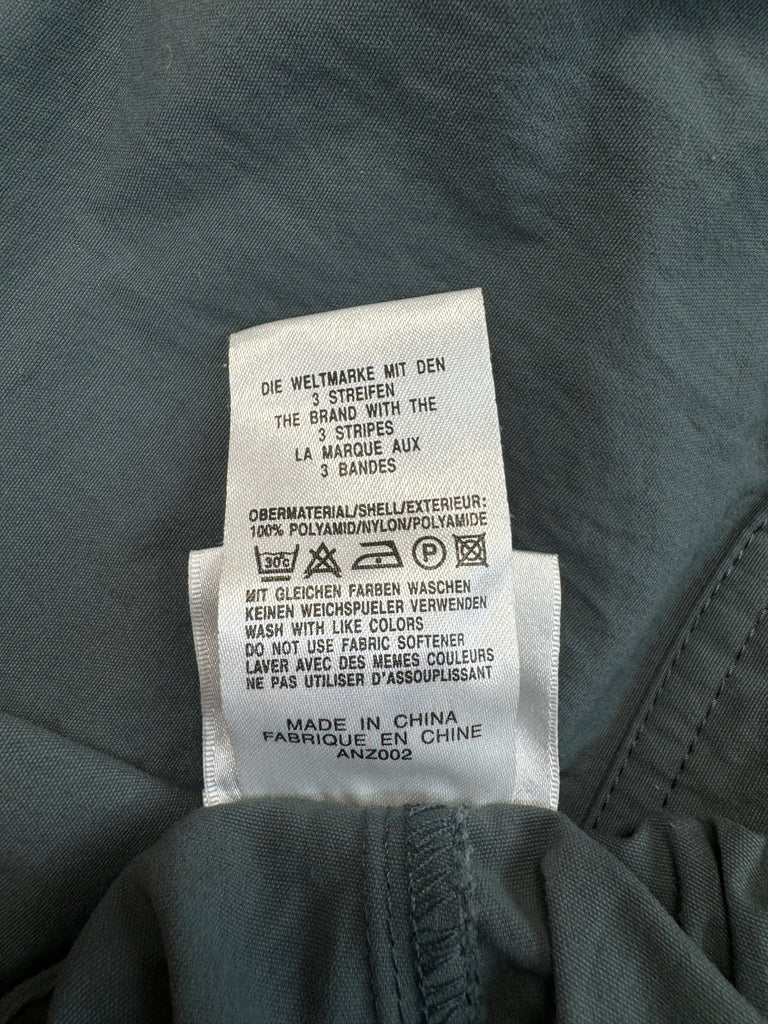 DIE WELTMARKE MIT DEN
3 STREIFEN
THE BRAND WITH THE
3 STRIPES
LA MARQUE AUX
3 BANDES
OBERMATERIAL/SHELL/EXTERIEUR:
100% POLYAMID/NYLON/POLYAMIDE
30°C P
MIT GLEICHEN FARBEN WASCHEN
KEINEN WEICHSPUELER VERWENDEN
WASH WITH LIKE COLORS
DO NOT USE FABRIC SOFTENER
LAVER AVEC DES MEMES COULEURS
NE PAS UTILISER D'ASSOUPLISSANT
MADE IN CHINA
FABRIQUE EN CHINE
ANZ002